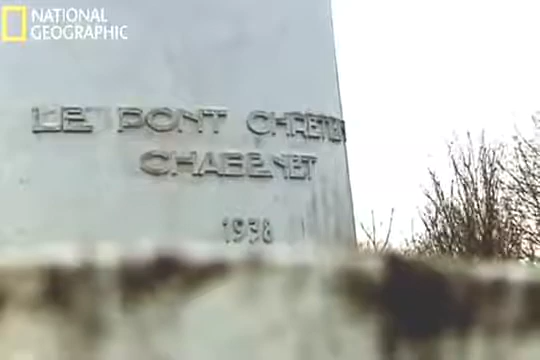 NATIONAL
GEOGRAPHIC
LE PONT CHRETIEN
CHABENET
1938